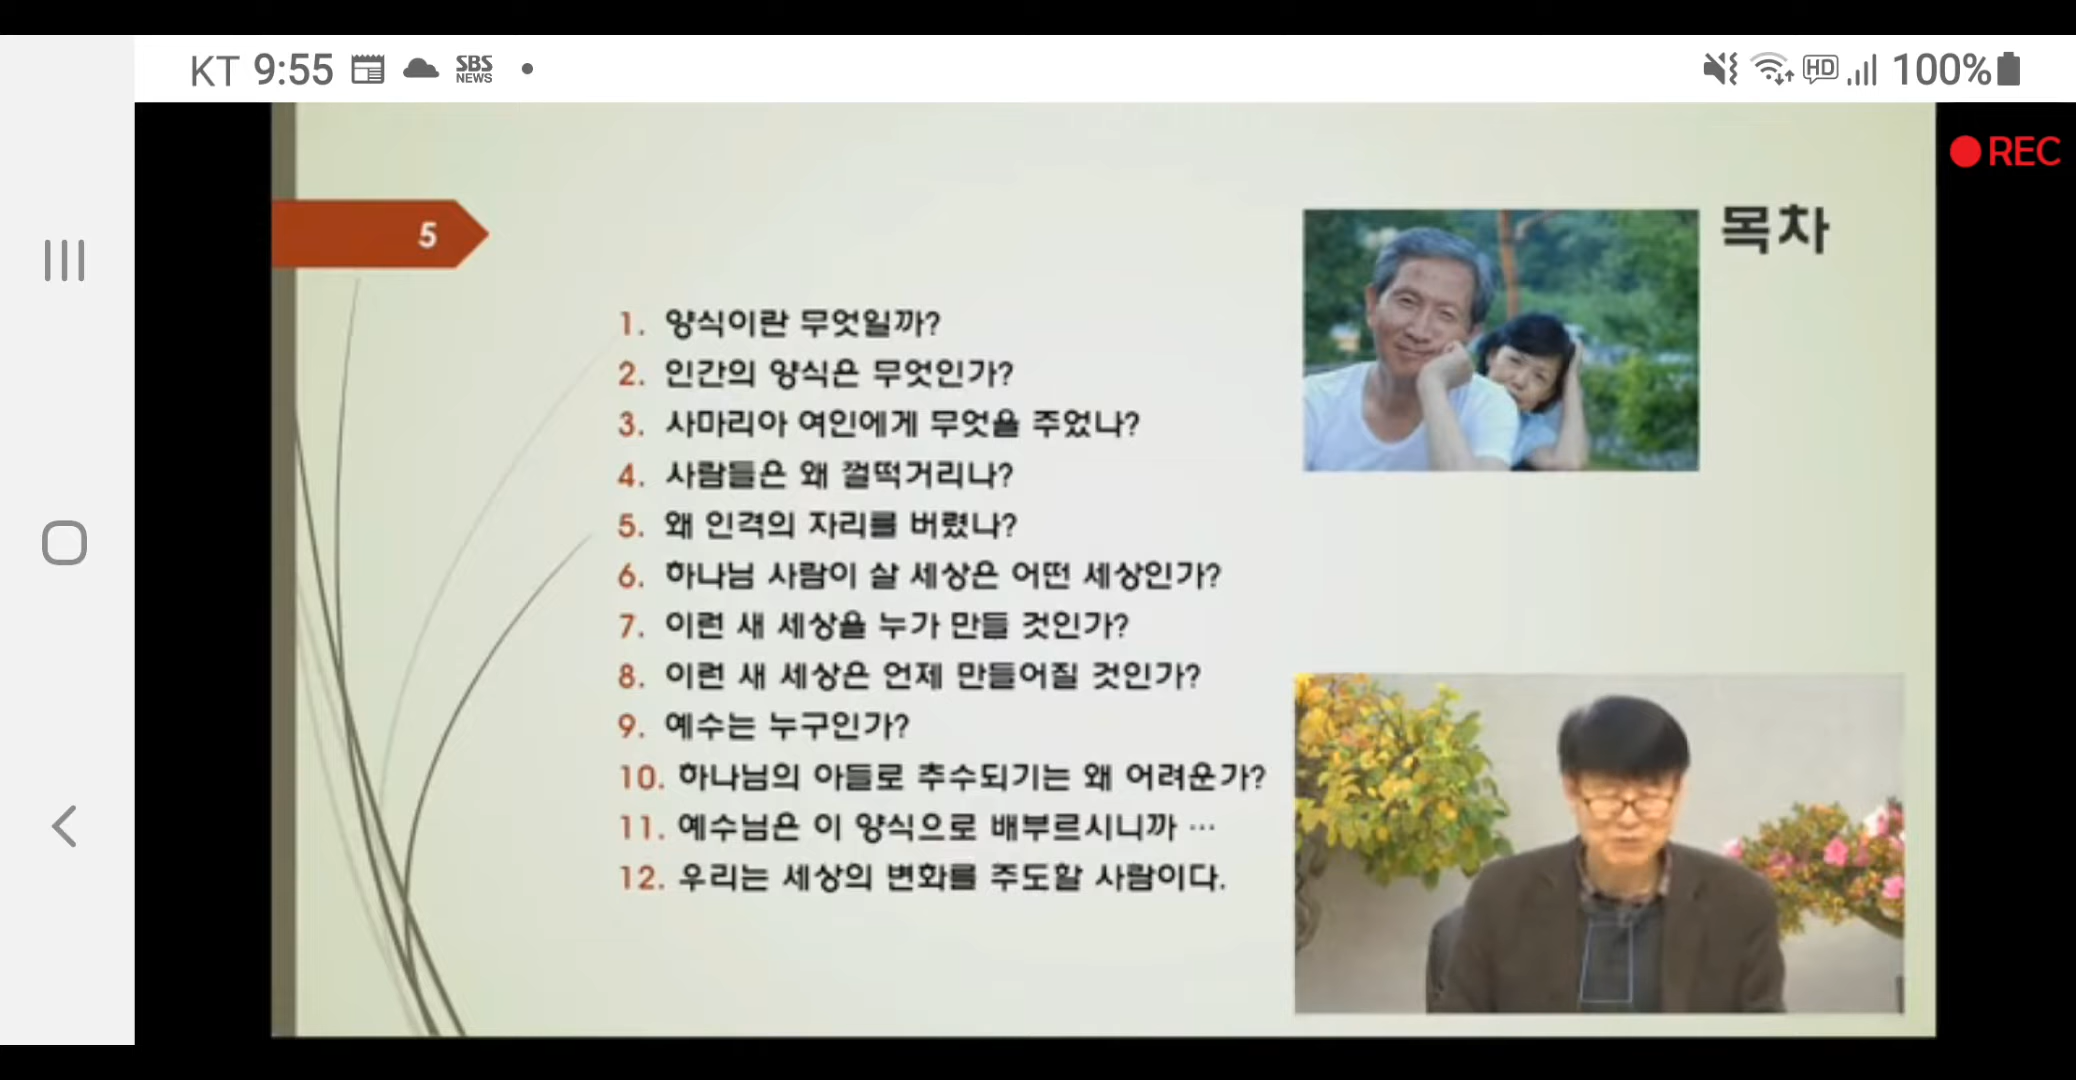 KT 9:55 SBS NEWS HD 100%
REC
5
목차
1. 양식이란 무엇일까?
2. 인간의 양식은 무엇인가?
3. 사마리아 여인에게 무엇을 주었나?
4. 사람들은 왜 껄떡거리나?
5. 왜 인격의 자리를 버렸나?
6. 하나님 사람이 살 세상은 어떤 세상인가?
7. 이런 새 세상을 누가 만들 것인가?
8. 이런 새 세상은 언제 만들어질 것인가?
9. 예수는 누구인가?
10. 하나님의 아들로 추수되기는 왜 어려운가?
11. 예수님은 이 양식으로 배부르시니까 …
12. 우리는 세상의 변화를 주도할 사람이다.